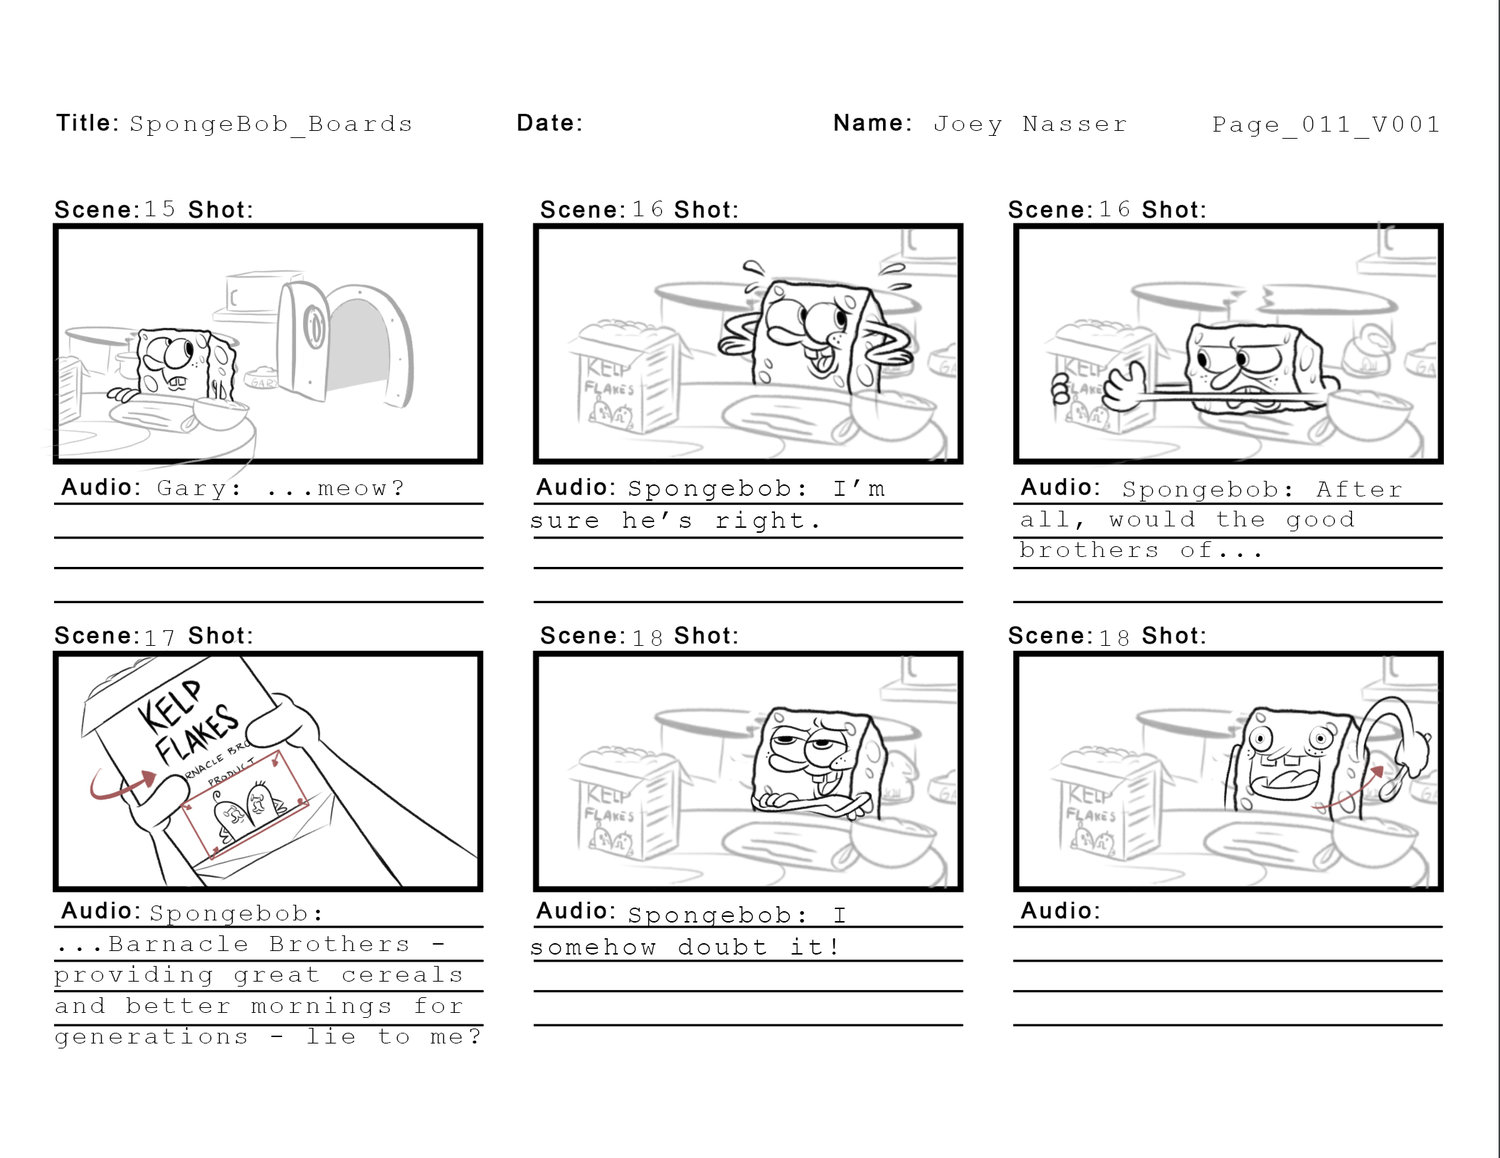 Title: SpongeBob_Boards Date: Name: Joey Nasser Page_011_V001
Scene: 15 Shot:
GARY
Audio: Gary: ...meow?
Scene: 16 Shot:
KELP
FLAKES
Audio: Spongebob: I’m
sure he’s right.
Scene: 16 Shot:
KELP
FLAKES
GA
Audio: Spongebob: After
all, would the good
brothers of...
Scene: 17 Shot:
KELP
FLAKES
RNACLE BRO
PRODUCT
Audio: Spongebob:
...Barnacle Brothers -
providing great cereals
and better mornings for
generations - lie to me?
Scene: 18 Shot:
KELP
FLAKES
Audio: Spongebob: I
somehow doubt it!
Scene: 18 Shot:
KELP
FLAKES
Audio: